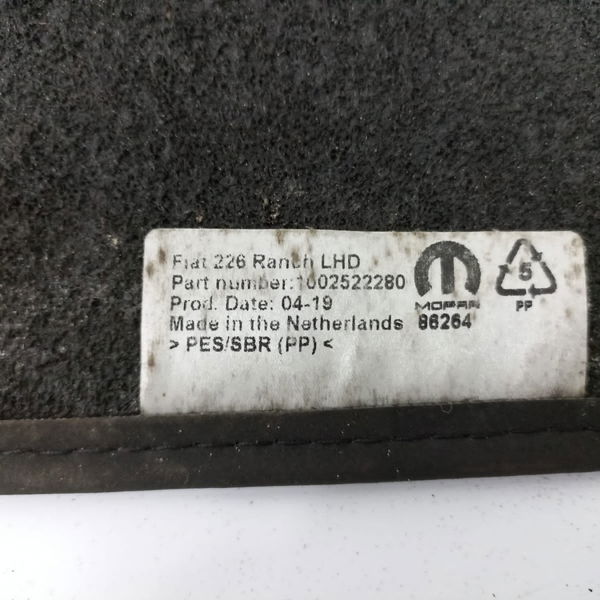 Fiat 226 Ranch LHD
Part number:1002522280
Prod. Date: 04-19
Made in the Netherlands 86264
> PES/SBR (PP) <
MOPAR
5
PP